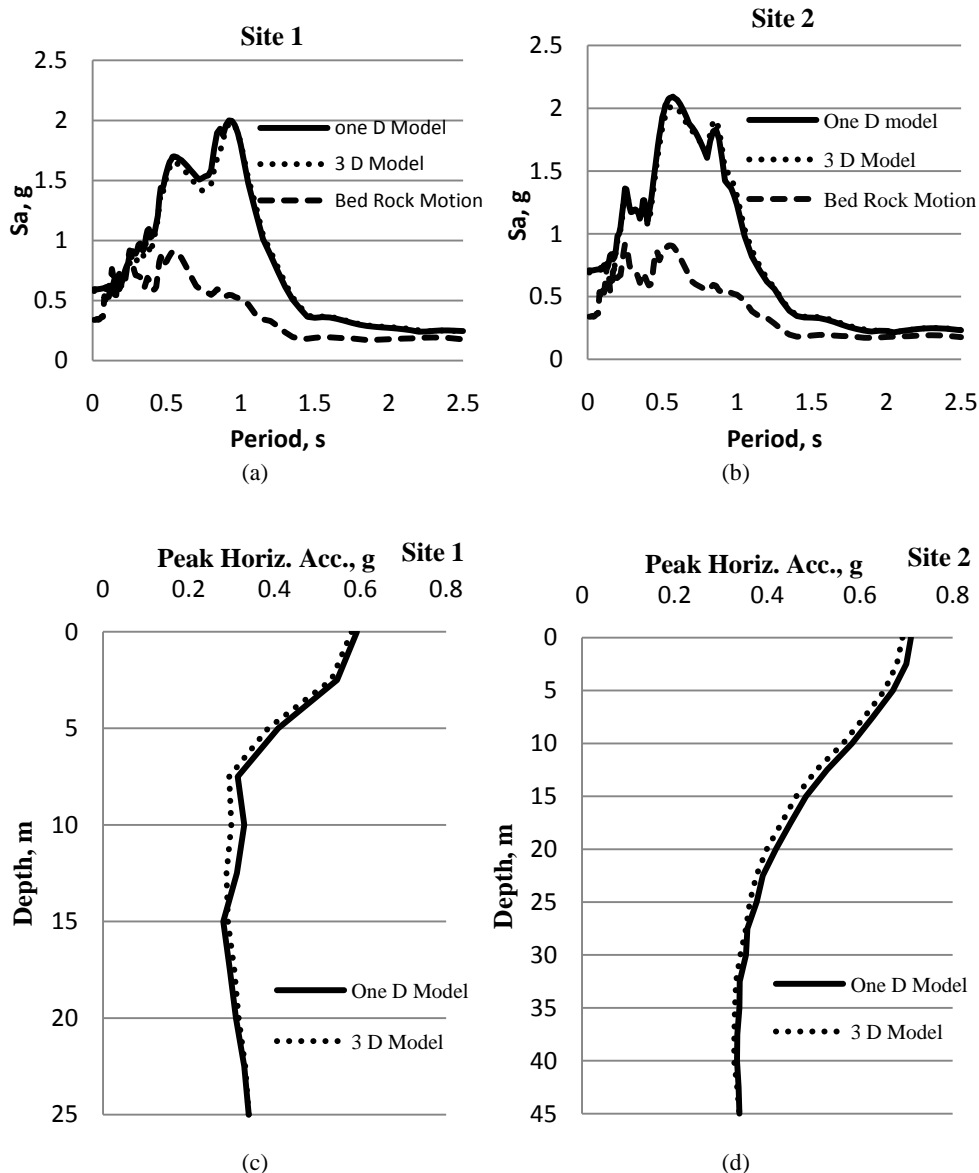 Site 1
2.5
2
1.5
1
0.5
0
Sa, g
one D Model
3 D Model
Bed Rock Motion
0 0.5 1 1.5 2 2.5
Period, s
(a)
Site 2
2.5
2
1.5
1
0.5
0
Sa, g
One D model
3 D Model
Bed Rock Motion
0 0.5 1 1.5 2 2.5
Period, s
(b)
Peak Horiz. Acc., g Site 1
0 0.2 0.4 0.6 0.8
0
5
10
15
20
25
Depth, m
One D Model
3 D Model
(c)
Peak Horiz. Acc., g Site 2
0 0.2 0.4 0.6 0.8
0
5
10
15
20
25
30
35
40
45
Depth, m
One D Model
3 D Model
(d)